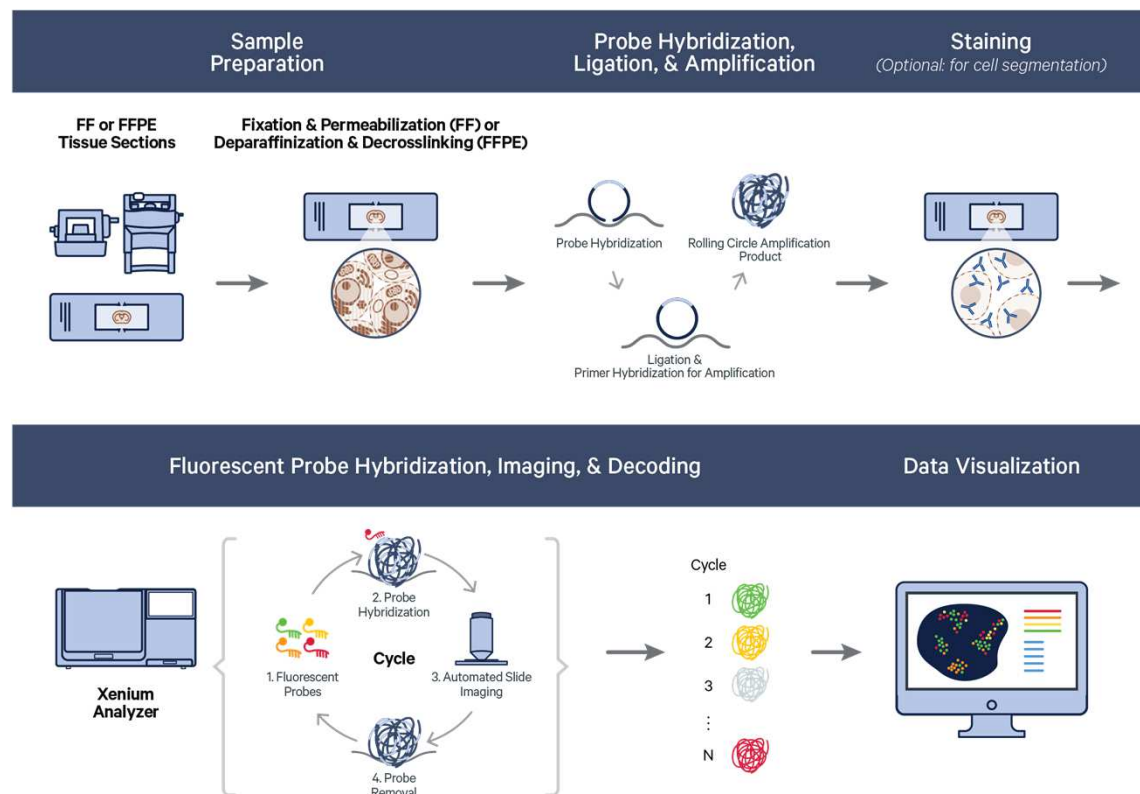 Sample
Preparation
Probe Hybridization,
Ligation, & Amplification
Staining
(Optional: for cell segmentation)
FF or FFPE
Tissue Sections
Fixation & Permeabilization (FF) or
Deparaffinization & Decrosslinking (FFPE)
Probe Hybridization
Rolling Circle Amplification
Product
Ligation &
Primer Hybridization for Amplification
Fluorescent Probe Hybridization, Imaging, & Decoding
Data Visualization
Xenium
Analyzer
1. Fluorescent
Probes
2. Probe
Hybridization
Cycle
3. Automated Slide
Imaging
4. Probe
Removal
Cycle
1
2
3
⋮
N